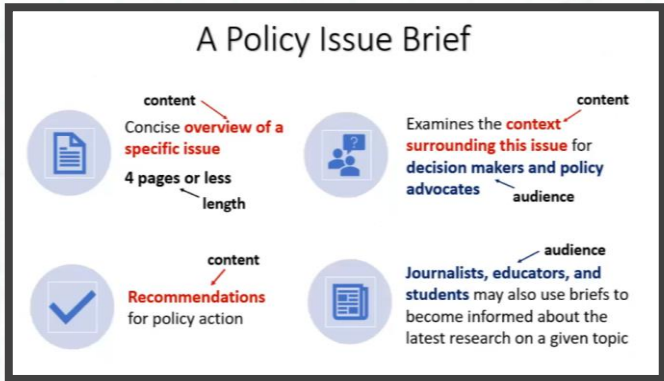 A Policy Issue Brief
content
Concise overview of a
specific issue
4 pages or less
length
content
Examines the context
surrounding this issue for
decision makers and policy
advocates
audience
?
content
Recommendations
for policy action
audience
Journalists, educators, and
students may also use briefs to
become informed about the
latest research on a given topic